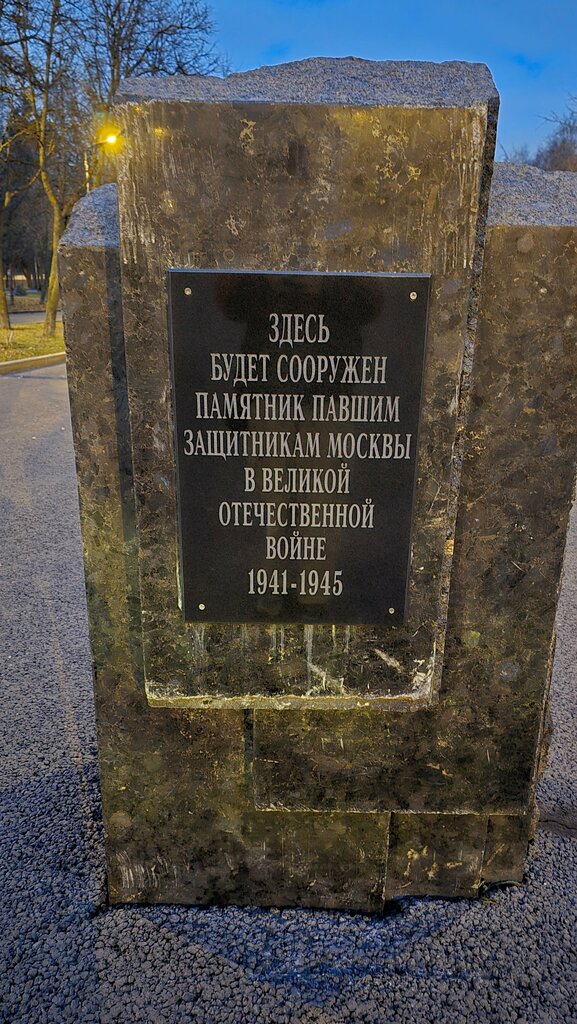 ЗДЕСЬ
БУДЕТ СООРУЖЕН
ПАМЯТНИК ПАВШИМ
ЗАЩИТНИКАМ МОСКВЫ
В ВЕЛИКОЙ
ОТЕЧЕСТВЕННОЙ
ВОЙНЕ
1941-1945